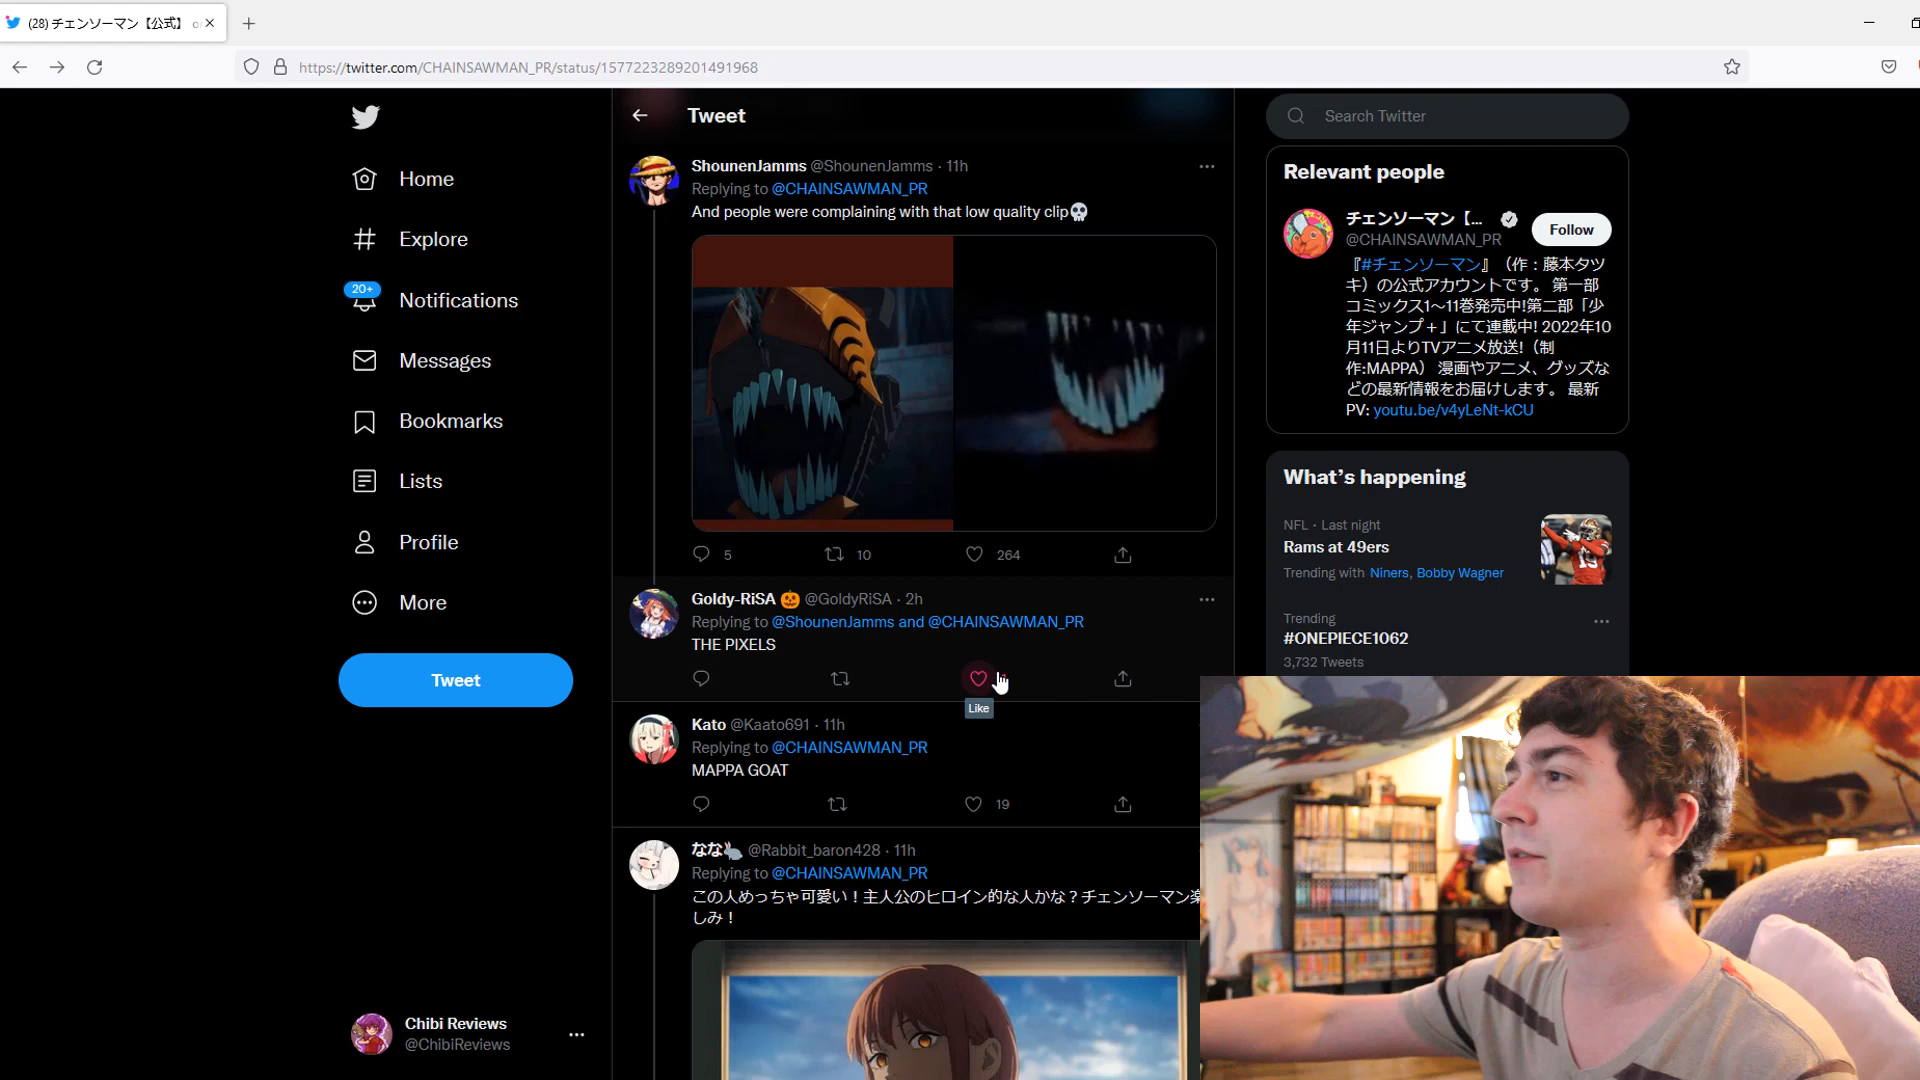 (28) チェンソーマン【公式】
https://twitter.com/CHAINSAWMAN_PR/status/1577223289201491968
Home
Explore
20+
Notifications
Messages
Bookmarks
Lists
Profile
More
Tweet
Chibi Reviews
@ChibiReviews
Tweet
ShounenJamms @ShounenJamms · 11h
Replying to @CHAINSAWMAN_PR
And people were complaining with that low quality clip💀
5 10 264
Goldy-RiSA 🎃 @GoldyRiSA · 2h
Replying to @ShounenJamms and @CHAINSAWMAN_PR
THE PIXELS
Like
Kato @Kaato691 · 11h
Replying to @CHAINSAWMAN_PR
MAPPA GOAT
19
なな🐇 @Rabbit_baron428 · 11h
Replying to @CHAINSAWMAN_PR
この人めっちゃ可愛い！主人公のヒロイン的な人かな？チェンソーマン楽
しみ！
Search Twitter
Relevant people
チェンソーマン【...
@CHAINSAWMAN_PR
Follow
『#チェンソーマン』（作：藤本タツ
キ）の公式アカウントです。 第一部
コミックス1～11巻発売中!第二部「少
年ジャンプ＋」にて連載中! 2022年10
月11日よりTVアニメ放送!（制
作:MAPPA） 漫画やアニメ、グッズな
どの最新情報をお届けします。 最新
PV: youtu.be/v4yLeNt-kCU
What's happening
NFL · Last night
Rams at 49ers
Trending with Niners, Bobby Wagner
Trending
#ONEPIECE1062
3,732 Tweets